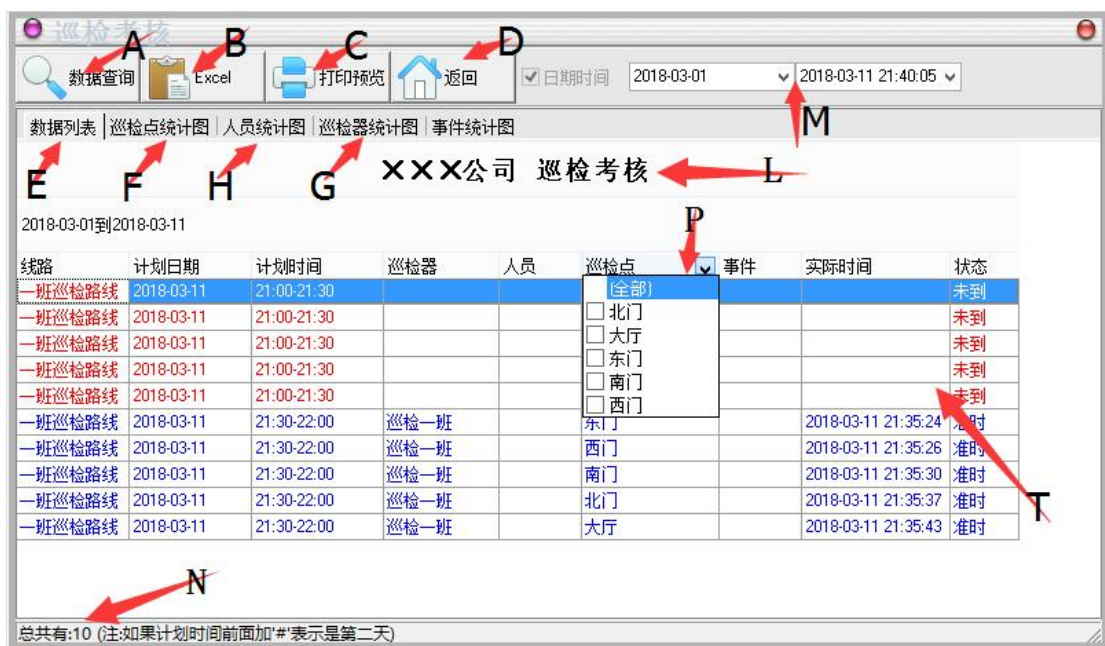 巡检考核
A B C D
数据查询 Excel 打印预览 返回 日期时间 2018-03-01 2018-03-11 21:40:05
M
数据列表 巡检点统计图 人员统计图 巡检器统计图 事件统计图
E F H G
×××公司 巡检考核 L
2018-03-01到2018-03-11
P
线路 计划日期 计划时间 巡检器 人员 巡检点 事件 实际时间 状态
一班巡检路线 2018-03-11 21:00-21:30 (全部) 未到
一班巡检路线 2018-03-11 21:00-21:30 北门 未到
一班巡检路线 2018-03-11 21:00-21:30 大厅 未到
一班巡检路线 2018-03-11 21:00-21:30 东门 未到
南门
一班巡检路线 2018-03-11 21:00-21:30 西门 未到
一班巡检路线 2018-03-11 21:30-22:00 巡检一班 东门 2018-03-11 21:35:24 准时
一班巡检路线 2018-03-11 21:30-22:00 巡检一班 西门 2018-03-11 21:35:26 准时
一班巡检路线 2018-03-11 21:30-22:00 巡检一班 南门 2018-03-11 21:35:30 准时
一班巡检路线 2018-03-11 21:30-22:00 巡检一班 北门 2018-03-11 21:35:37 准时
T
一班巡检路线 2018-03-11 21:30-22:00 巡检一班 大厅 2018-03-11 21:35:43 准时
N
总共有:10 (注:如果计划时间前面加'#'表示是第二天)